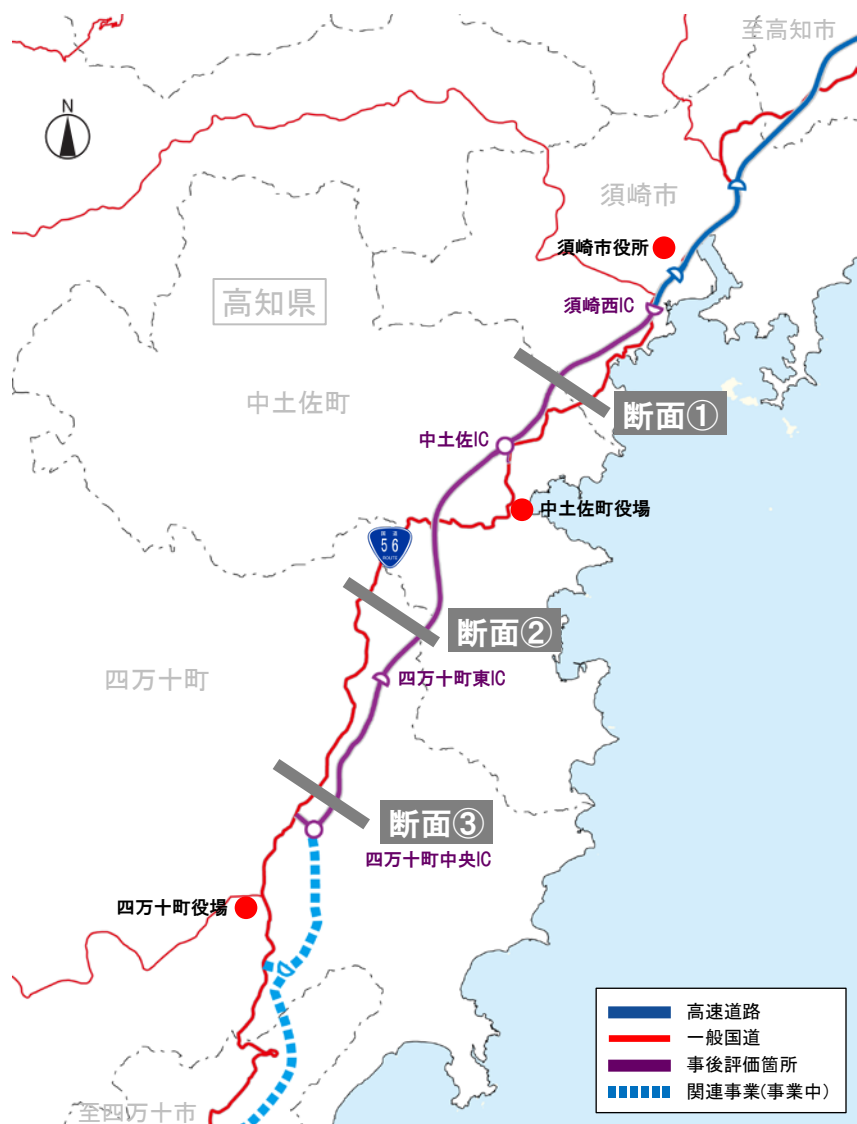 至高知市
N
須崎市
須崎市役所
高知県
須崎西IC
中土佐町
断面①
中土佐IC
中土佐町役場
国道
56
ROUTE
断面②
四万十町
四万十町東IC
断面③
四万十町中央IC
四万十町役場
高速道路
一般国道
事後評価箇所
関連事業(事業中)
至四万十市